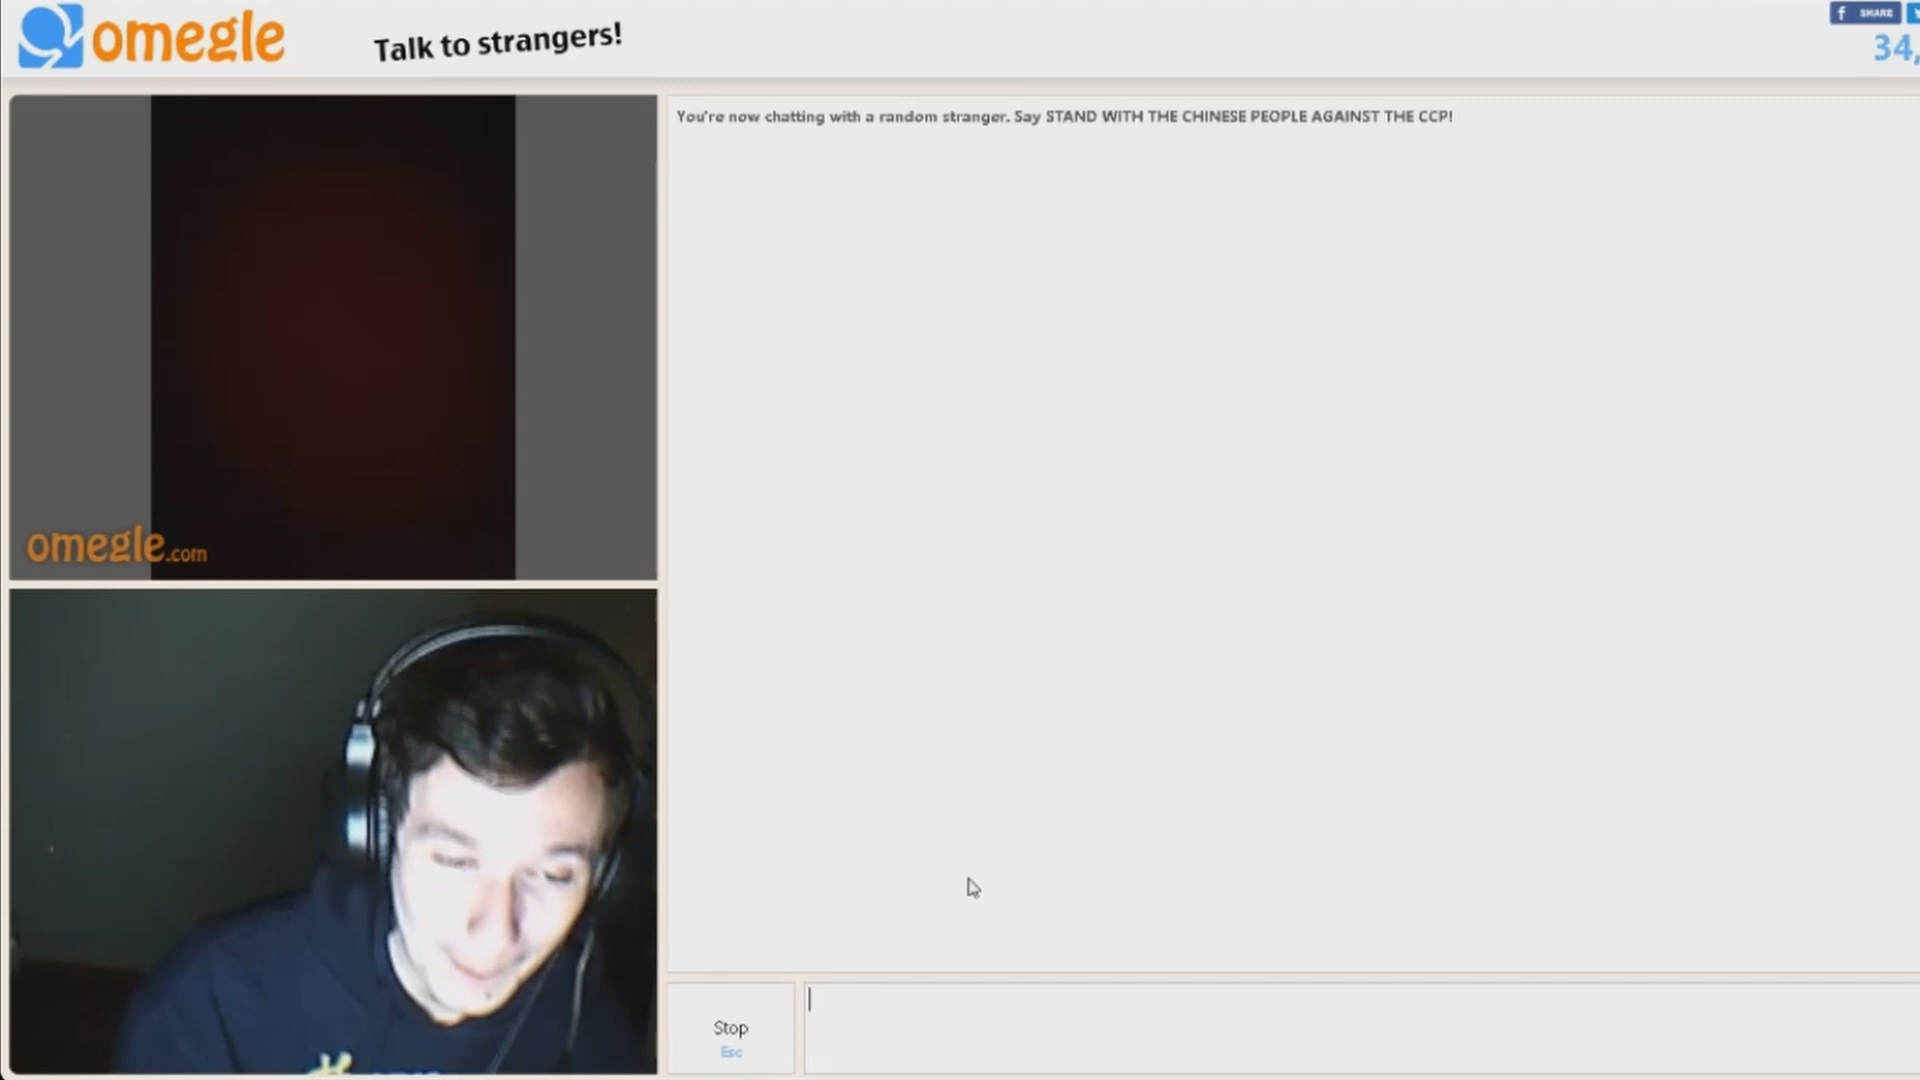 omegle
Talk to strangers!
SHARE
34,
You're now chatting with a random stranger. Say STAND WITH THE CHINESE PEOPLE AGAINST THE CCP!
omegle.com
Stop
Esc